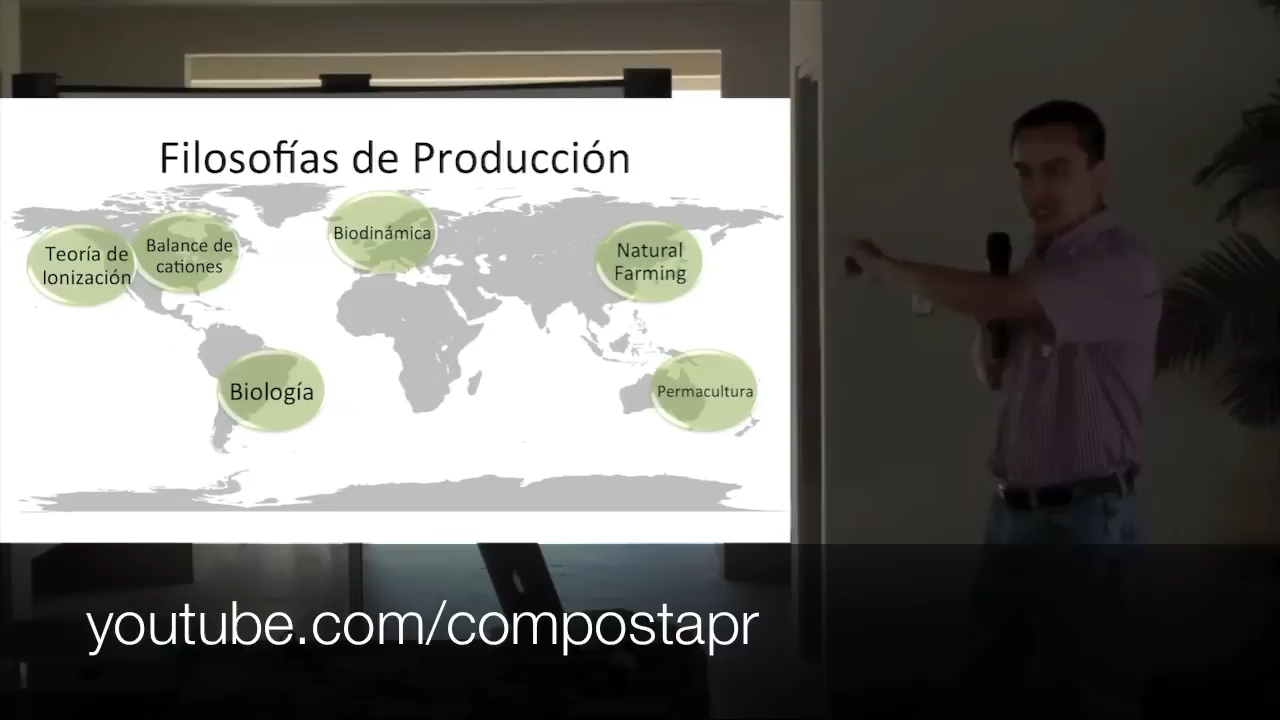 Filosofías de Producción
Teoría de
Ionización
Balance de
cationes
Biodinámica
Natural
Farming
Biología
Permacultura
youtube.com/compostapr